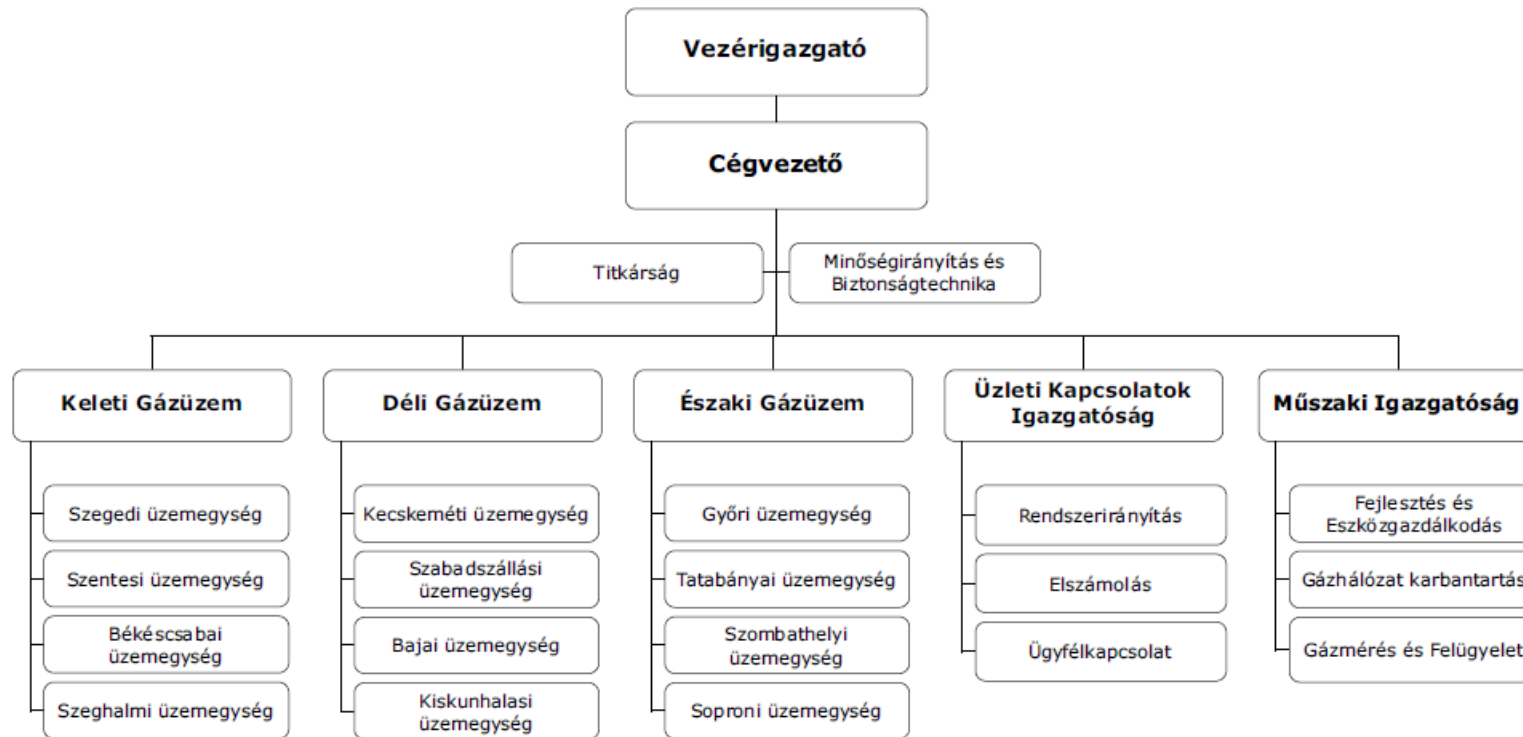 Vezérigazgató
Cégvezető
Titkárság
Minőségirányítás és
Biztonságtechnika
Keleti Gázüzem
Szegedi üzemegység
Szentesi üzemegység
Békéscsabai
üzemegység
Szeghalmi üzemegység
Déli Gázüzem
Kecskeméti üzemegység
Szabadszállási
üzemegység
Bajai üzemegység
Kiskunhalasi
üzemegység
Északi Gázüzem
Győri üzemegység
Tatabányai üzemegység
Szombathelyi
üzemegység
Soproni üzemegység
Üzleti Kapcsolatok
Igazgatóság
Rendszerirányítás
Elszámolás
Ügyfélkapcsolat
Műszaki Igazgatóság
Fejlesztés és
Eszközgazdálkodás
Gázhálózat karbantartás
Gázmérés és Felügyelet